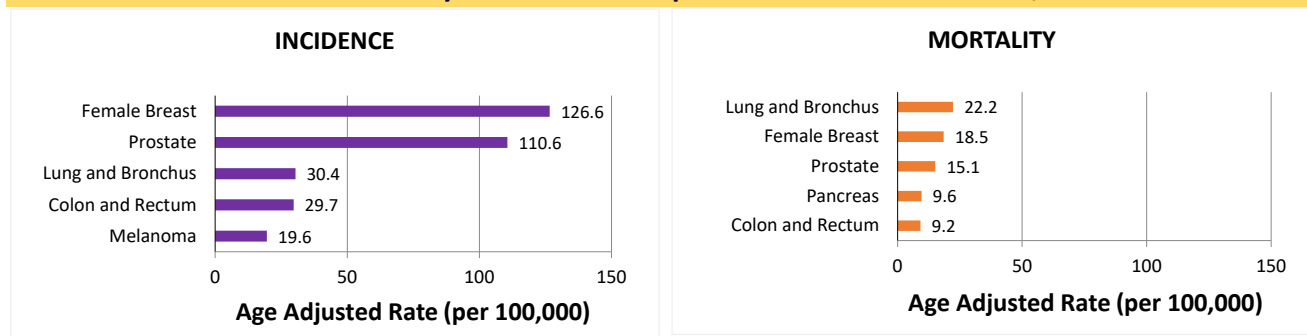 INCIDENCE
Female Breast 126.6
Prostate 110.6
Lung and Bronchus 30.4
Colon and Rectum 29.7
Melanoma 19.6
0 50 100 150
Age Adjusted Rate (per 100,000)
MORTALITY
Lung and Bronchus 22.2
Female Breast 18.5
Prostate 15.1
Pancreas 9.6
Colon and Rectum 9.2
0 50 100 150
Age Adjusted Rate (per 100,000)